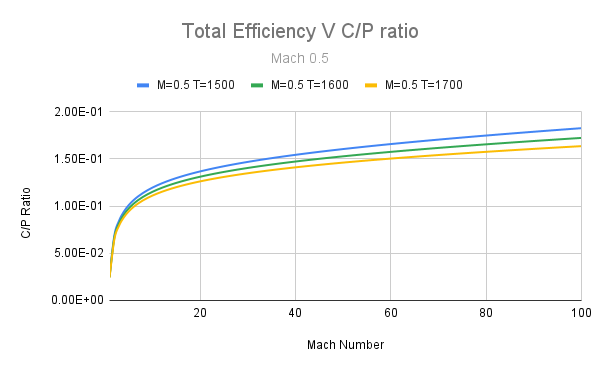 Total Efficiency V C/P ratio
Mach 0.5
M=0.5 T=1500 M=0.5 T=1600 M=0.5 T=1700
2.00E-01
1.50E-01
1.00E-01
5.00E-02
0.00E+00
C/P Ratio
20 40 60 80 100
Mach Number